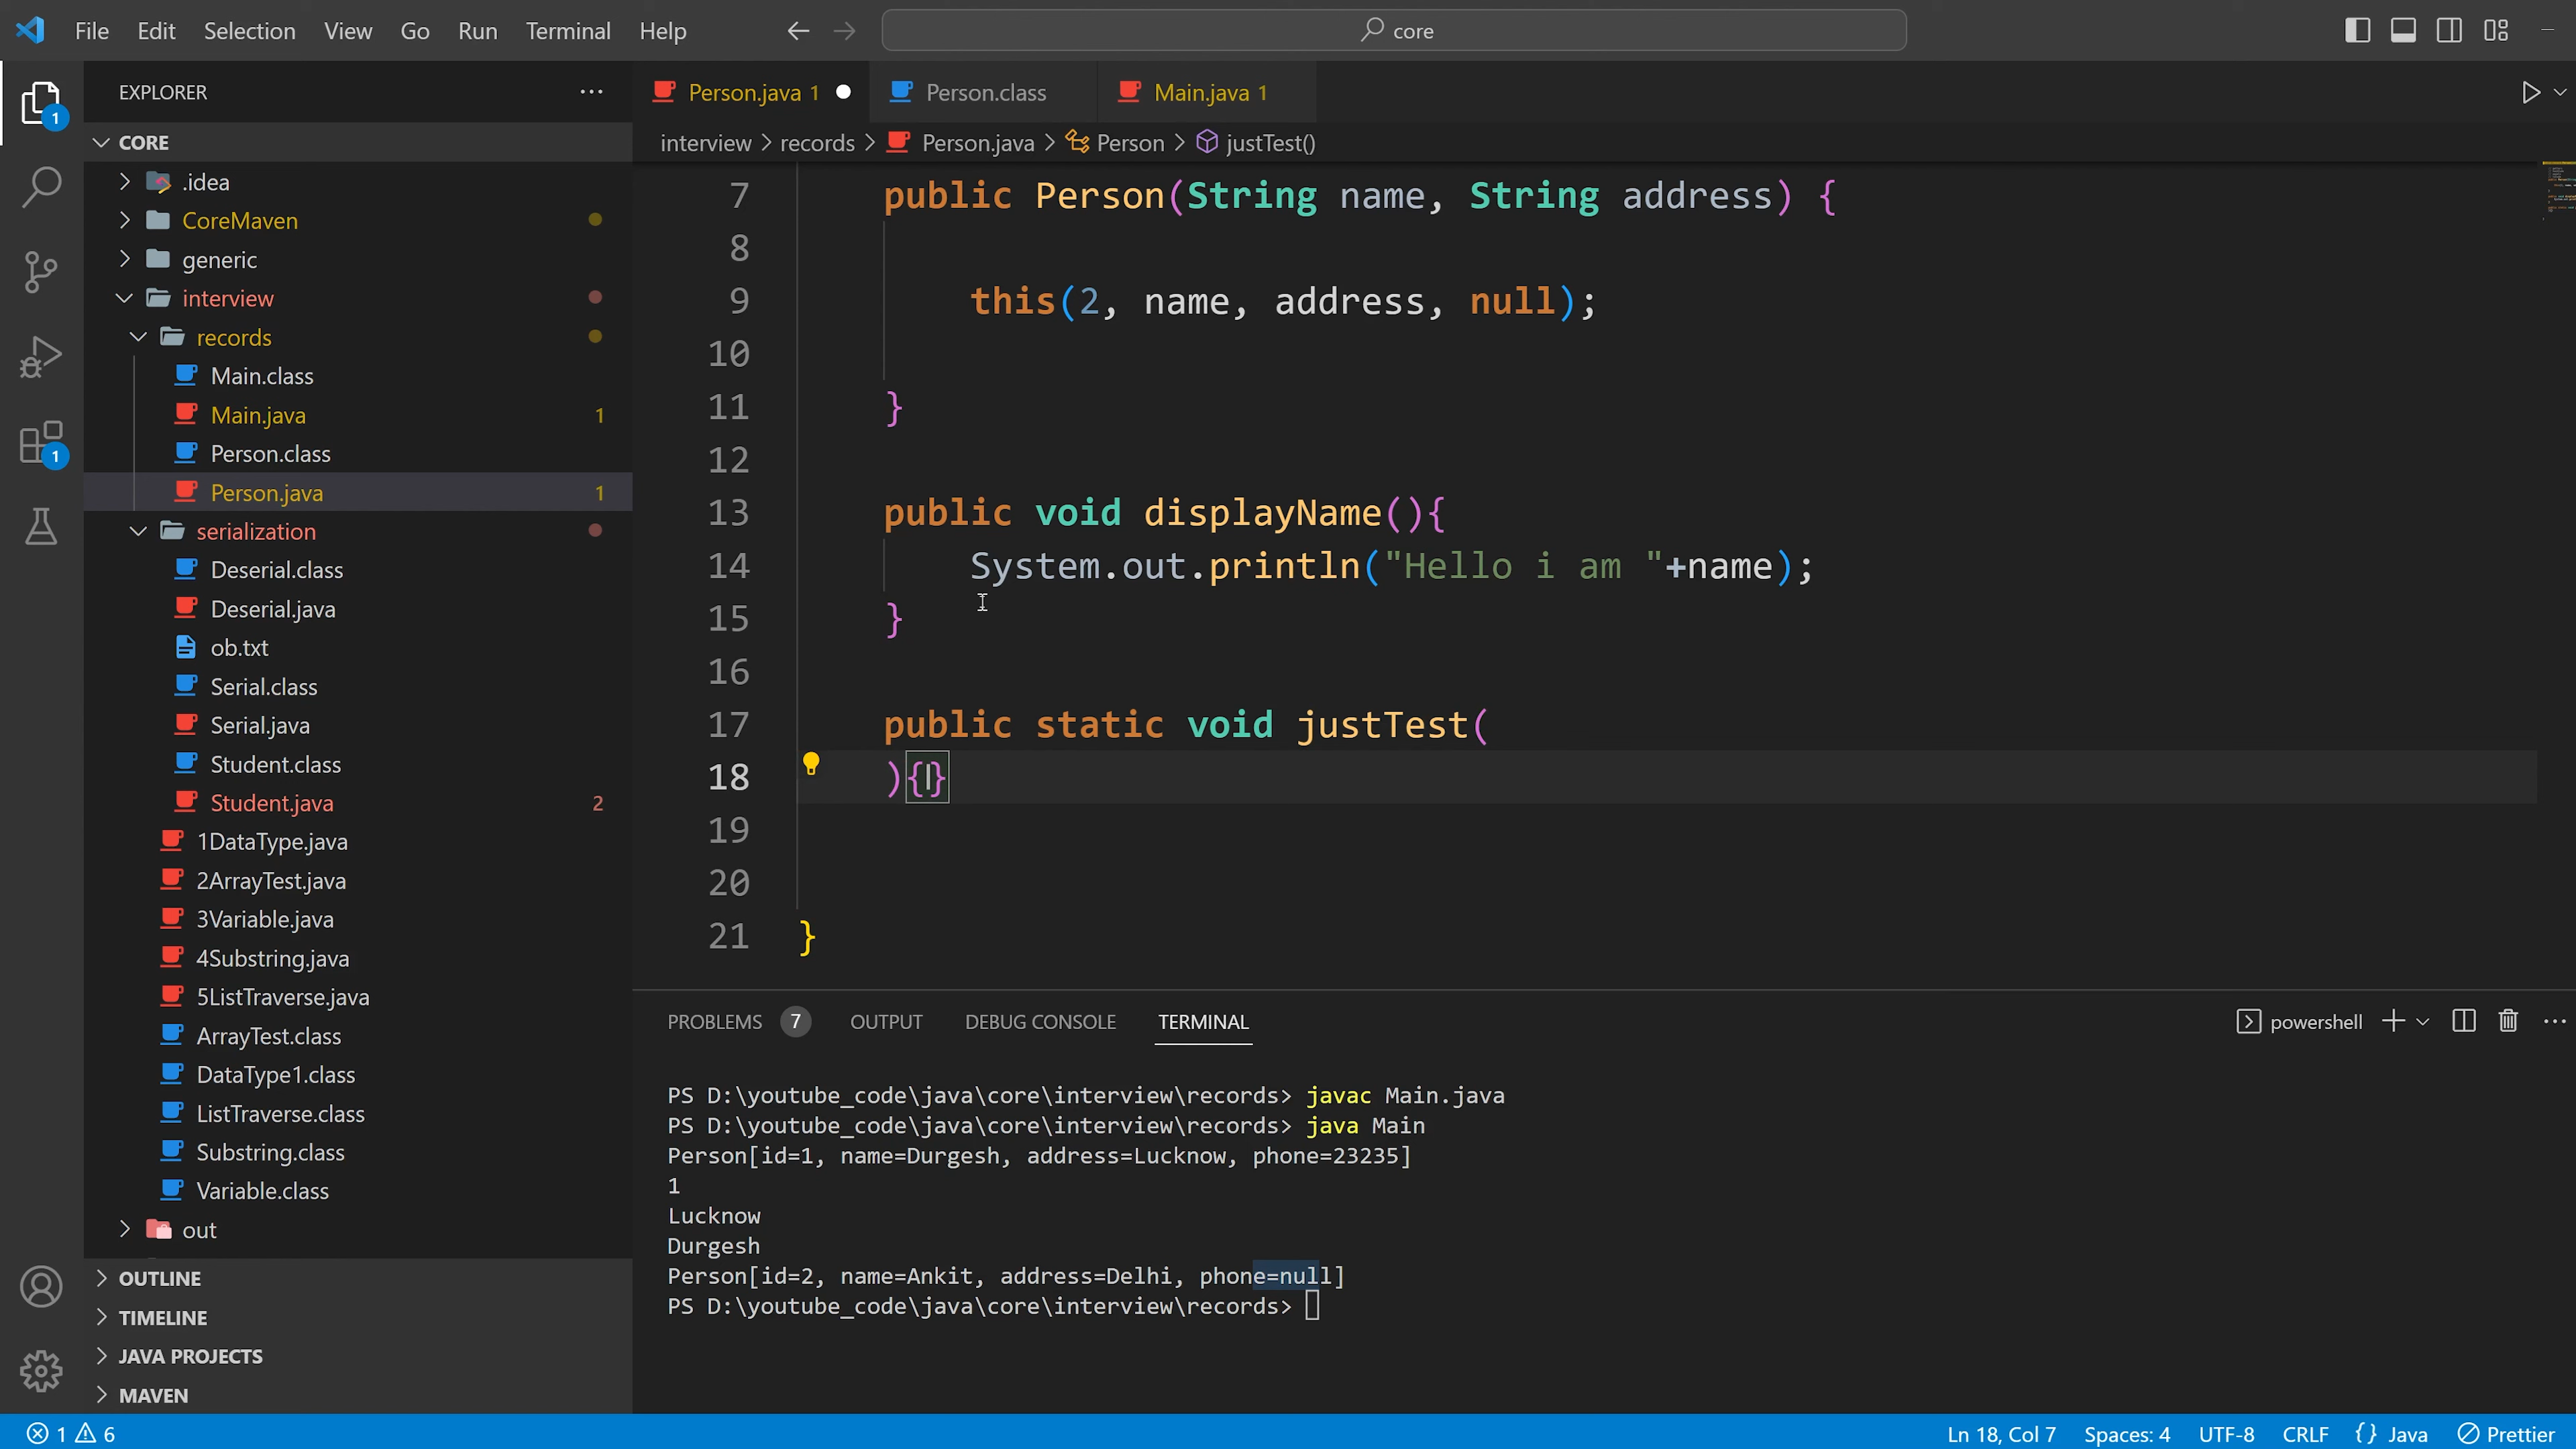 File Edit Selection View Go Run Terminal Help core
EXPLORER
CORE
.idea
CoreMaven
generic
interview
records
Main.class
Main.java 1
Person.class
Person.java 1
serialization
Deserial.class
Deserial.java
ob.txt
Serial.class
Serial.java
Student.class
Student.java 2
1DataType.java
2ArrayTest.java
3Variable.java
4Substring.java
5ListTraverse.java
ArrayTest.class
DataType1.class
ListTraverse.class
Substring.class
Variable.class
out
OUTLINE
TIMELINE
JAVA PROJECTS
MAVEN
1
1
Person.java 1 Person.class Main.java 1
interview > records > Person.java > Person > justTest()
7 public Person(String name, String address) {
8
9 this(2, name, address, null);
10
11 }
12
13 public void displayName(){
14 System.out.println("Hello i am "+name);
15 }
16
17 public static void justTest(
18 ){}
19
20
21 }
PROBLEMS 7 OUTPUT DEBUG CONSOLE TERMINAL powershell
PS D:\youtube_code\java\core\interview\records> javac Main.java
PS D:\youtube_code\java\core\interview\records> java Main
Person[id=1, name=Durgesh, address=Lucknow, phone=23235]
1
Lucknow
Durgesh
Person[id=2, name=Ankit, address=Delhi, phone=null]
PS D:\youtube_code\java\core\interview\records>
1 6 Ln 18, Col 7 Spaces: 4 UTF-8 CRLF {} Java Prettier